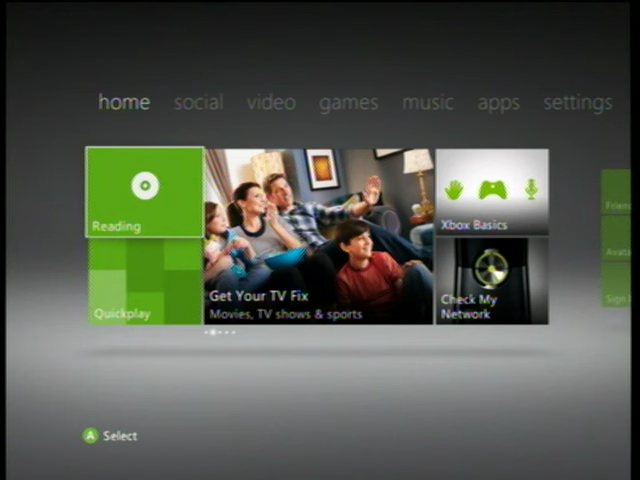 home social video games music apps settings
Reading
Quickplay
Get Your TV Fix
Movies, TV shows & sports
Xbox Basics
Check My
Network
Sign
A Select